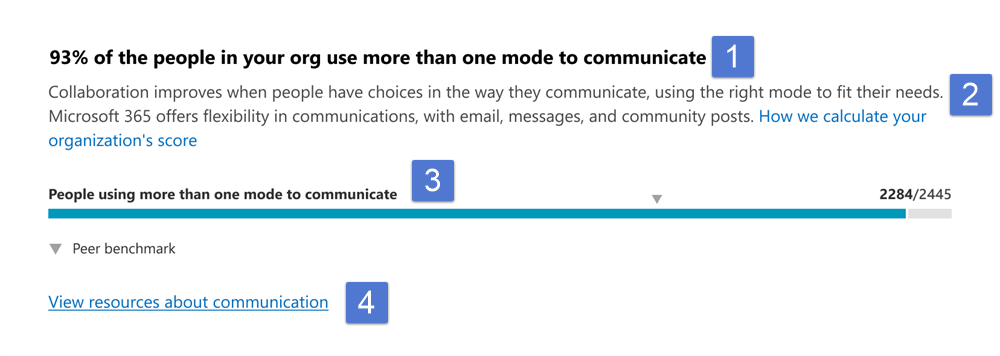 93% of the people in your org use more than one mode to communicate 1
Collaboration improves when people have choices in the way they communicate, using the right mode to fit their needs. 2
Microsoft 365 offers flexibility in communications, with email, messages, and community posts. How we calculate your
organization's score
People using more than one mode to communicate 3 2284/2445
Peer benchmark
View resources about communication 4